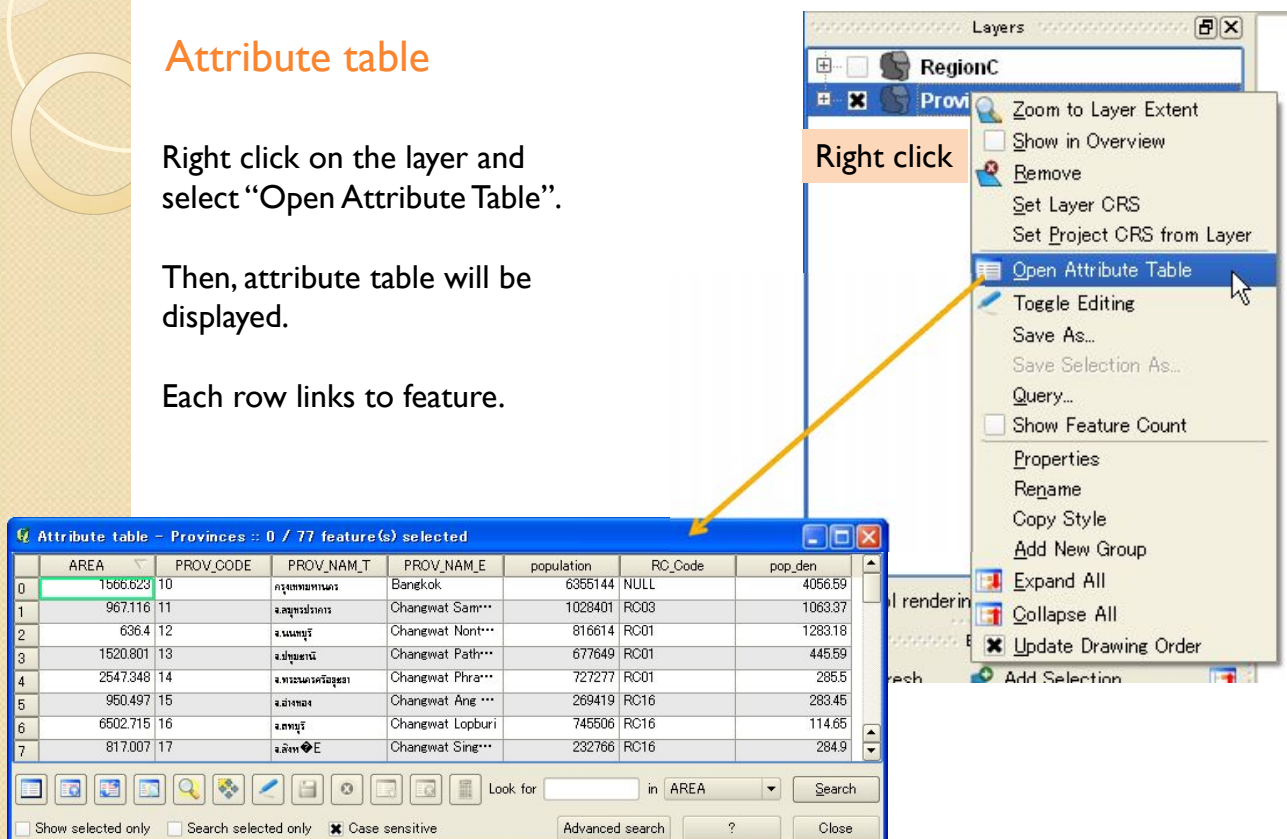 Attribute table
Right click on the layer and
select “Open Attribute Table”.
Then, attribute table will be
displayed.
Each row links to feature.
Layers
RegionC
Provi
Right click
Zoom to Layer Extent
Show in Overview
Remove
Set Layer CRS
Set Project CRS from Layer
Open Attribute Table
Toggle Editing
Save As...
Save Selection As...
Query...
Show Feature Count
Properties
Rename
Copy Style
Add New Group
Expand All
Collapse All
Update Drawing Order
l renderin
resh Add Selection
Attribute table - Provinces :: 0 / 77 feature(s) selected
AREA PROV_CODE PROV_NAM_T PROV_NAM_E population RC_Code pop_den
0 1566.623 10 กรุงเทพมหานคร Bangkok 6355144 NULL 4056.59
1 967.116 11 จ.สมุทรปราการ Changwat Sam··· 1028401 RC03 1063.37
2 636.4 12 จ.นนทบุรี Changwat Nont··· 816614 RC01 1283.18
3 1520.801 13 จ.ปทุมธานี Changwat Path··· 677649 RC01 445.59
4 2547.348 14 จ.พระนครศรีอยุธยา Changwat Phra··· 727277 RC01 285.5
5 950.497 15 จ.อ่างทอง Changwat Ang ··· 269419 RC16 283.45
6 6502.715 16 จ.ลพบุรี Changwat Lopburi 745506 RC16 114.65
7 817.007 17 จ.สิงห�E Changwat Sing··· 232766 RC16 284.9
Look for in AREA Search
Show selected only Search selected only Case sensitive Advanced search ? Close